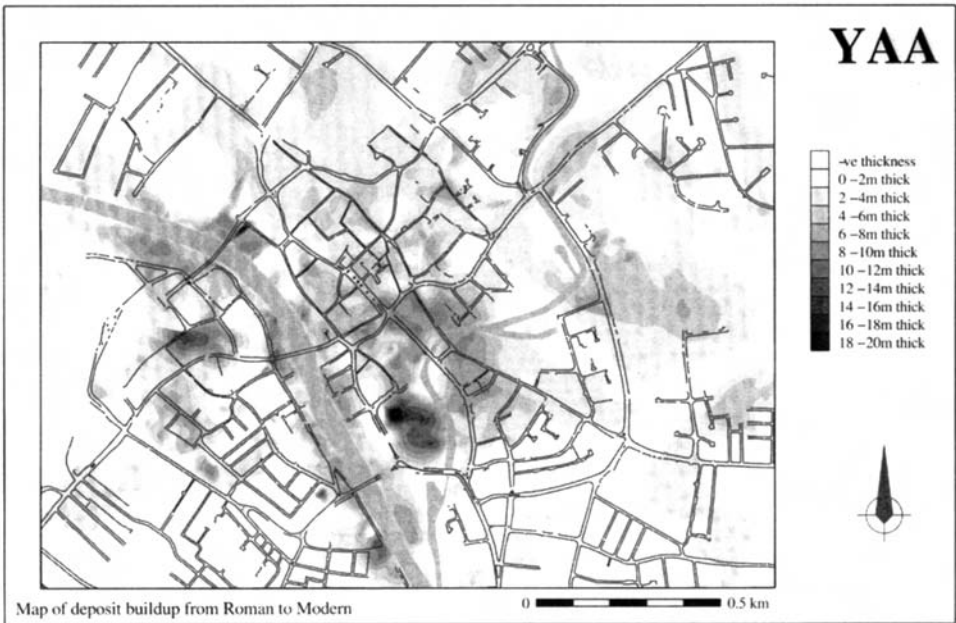 YAA
-ve thickness
0 –2m thick
2 –4m thick
4 –6m thick
6 –8m thick
8 –10m thick
10 –12m thick
12 –14m thick
14 –16m thick
16 –18m thick
18 –20m thick
Map of deposit buildup from Roman to Modern
0 0.5 km